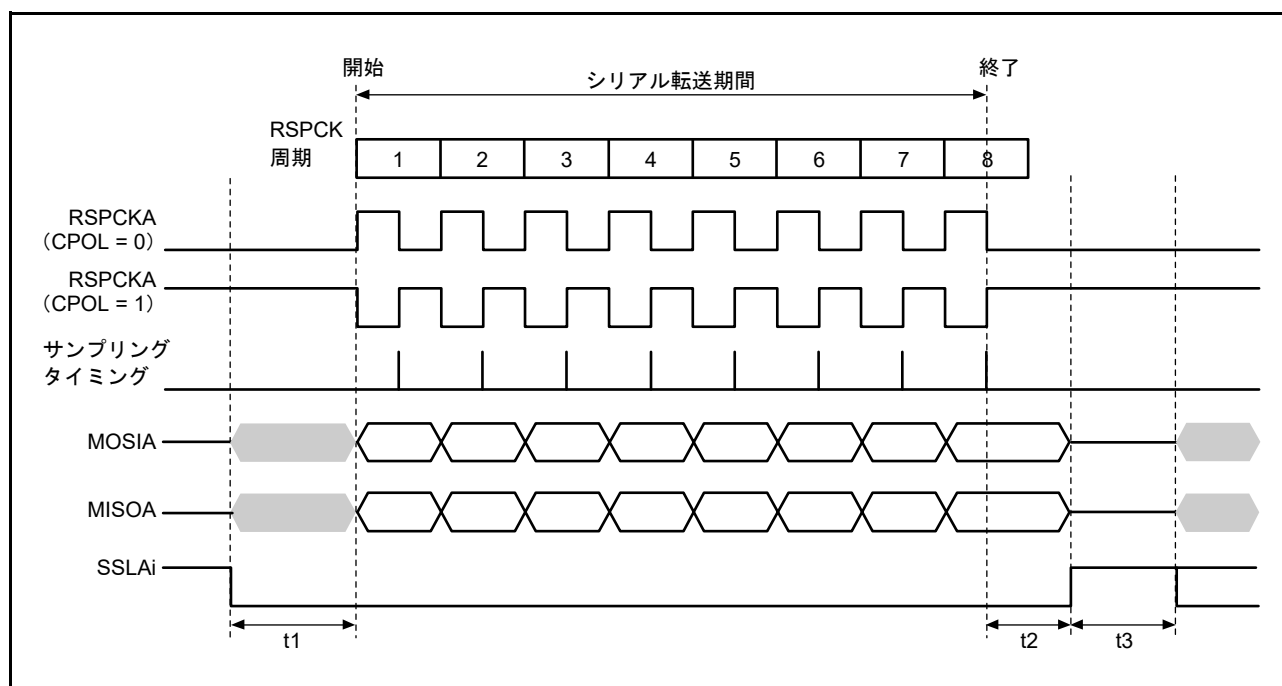 開始
終了
シリアル転送期間
RSPCK
周期
1 2 3 4 5 6 7 8
RSPCKA
(CPOL = 0)
RSPCKA
(CPOL = 1)
サンプリング
タイミング
MOSIA
MISOA
SSLAi
t1
t2
t3